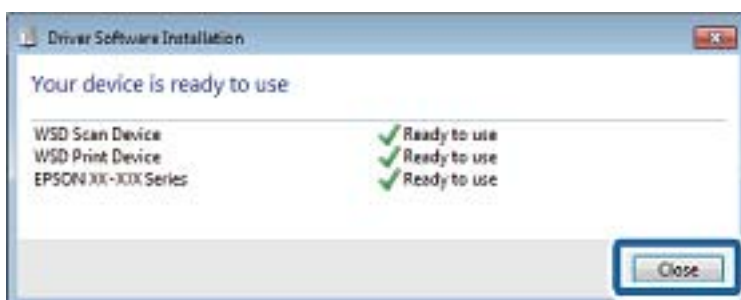 Driver Software Installation
Your device is ready to use
WSD Scan Device Ready to use
WSD Print Device Ready to use
EPSON XX-XXX Series Ready to use
Close